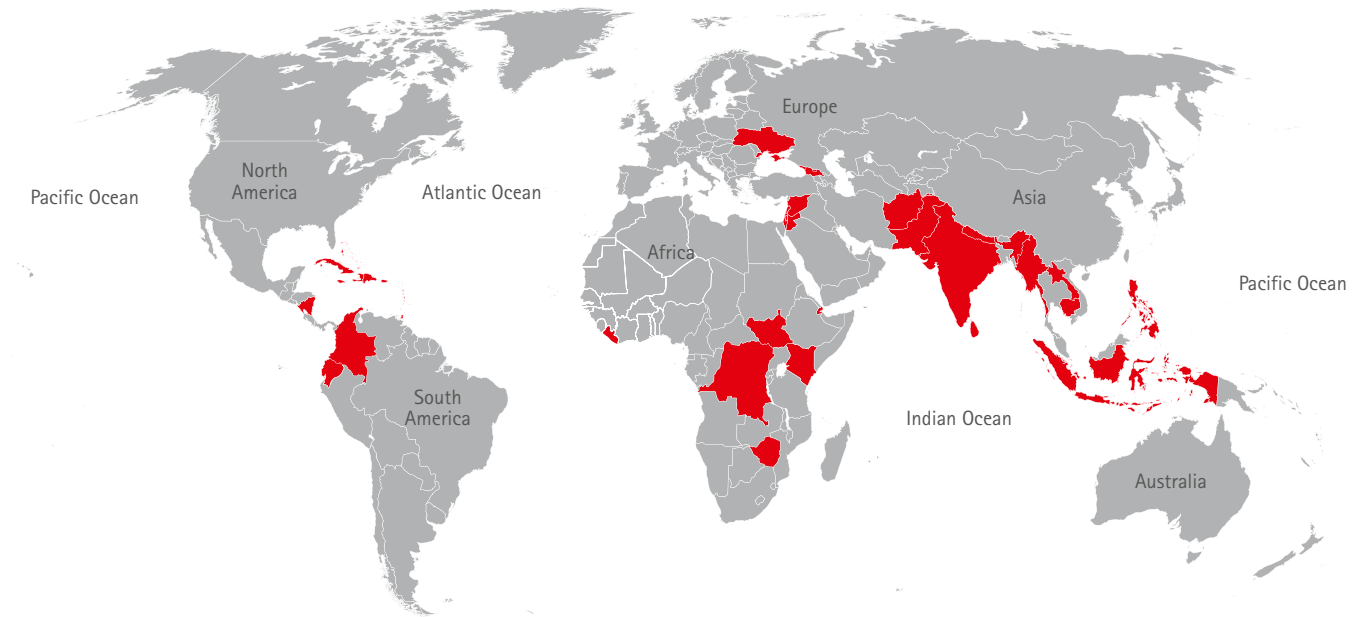 Europe
North
America
Pacific Ocean
Atlantic Ocean
Asia
Africa
Pacific Ocean
South
America
Indian Ocean
Australia